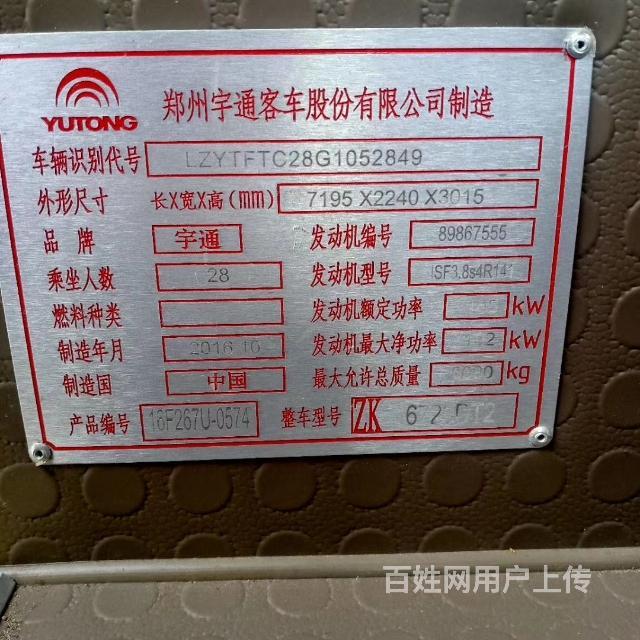 YUTONG
郑州宇通客车股份有限公司制造
车辆识别代号 LZYTFTC28G1052849
外形尺寸 长X宽X高(mm) 7195 X2240 X3015
品牌 宇通 发动机编号 89867555
乘坐人数 28 发动机型号
燃料种类 发动机额定功率 kW
制造年月 2016.10 发动机最大净功率 kW
制造国 中国 最大允许总质量 kg
产品编号 16F267U-0574 整车型号 ZK
百姓网用户上传